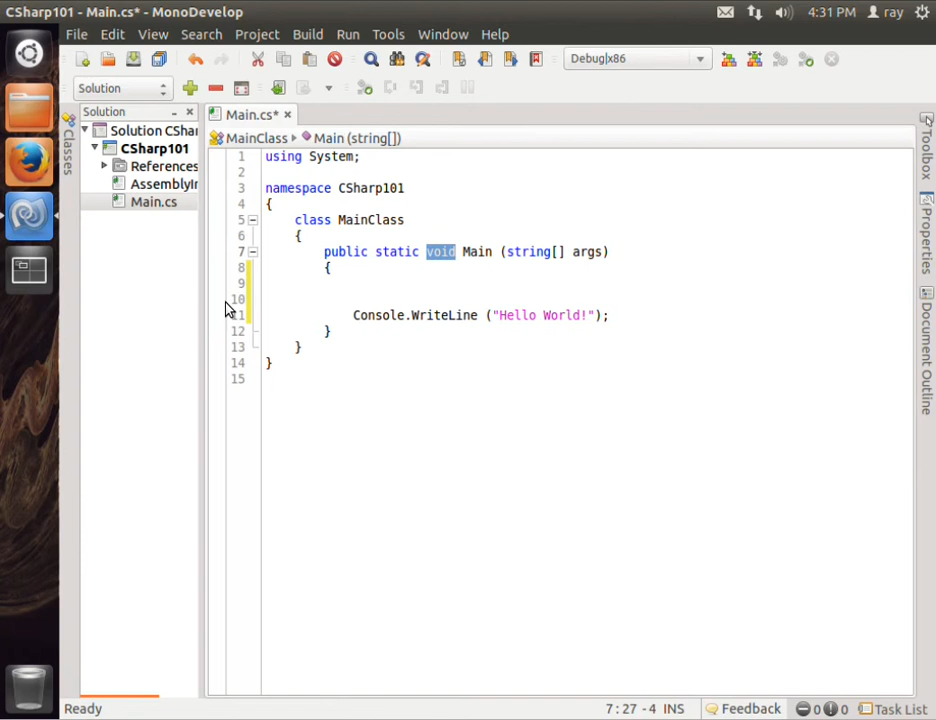 CSharp101 - Main.cs* - MonoDevelop
4:31 PM
ray
File Edit View Search Project Build Run Tools Window Help
Debug|x86
Solution
Solution
Main.cs*
Classes
Solution CShar
CSharp101
References
AssemblyIn
Main.cs
MainClass
Main (string[])
1 using System;
2
3 namespace CSharp101
4 {
5 class MainClass
6 {
7 public static void Main (string[] args)
8 {
9
10
11 Console.WriteLine ("Hello World!");
12 }
13 }
14 }
15
Toolbox
Properties
Document Outline
Ready
7 : 27 - 4 INS
Feedback
0
0
Task List